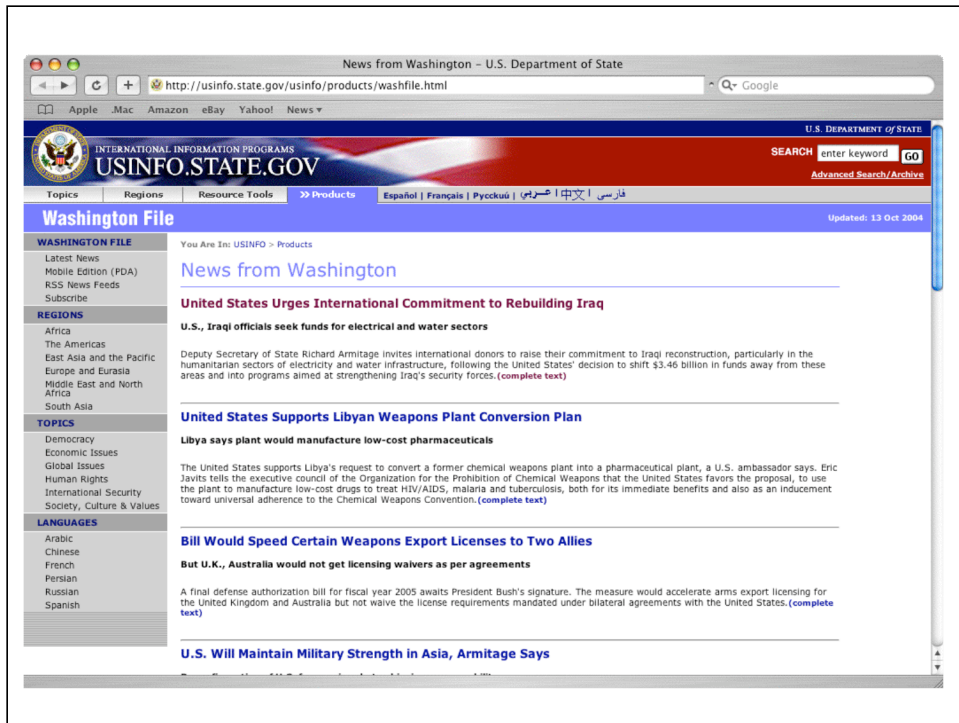 News from Washington – U.S. Department of State
http://usinfo.state.gov/usinfo/products/washfile.html
Google
Apple .Mac Amazon eBay Yahoo! News
U.S. DEPARTMENT Of STATE
INTERNATIONAL INFORMATION PROGRAMS
USINFO.STATE.GOV
SEARCH enter keyword GO
Advanced Search/Archive
Topics Regions Resource Tools Products Español | Français | Русский | عربي | 中文 | فارسی
Washington File
Updated: 13 Oct 2004
WASHINGTON FILE
Latest News
Mobile Edition (PDA)
RSS News Feeds
Subscribe
REGIONS
Africa
The Americas
East Asia and the Pacific
Europe and Eurasia
Middle East and North
Africa
South Asia
TOPICS
Democracy
Economic Issues
Global Issues
Human Rights
International Security
Society, Culture & Values
LANGUAGES
Arabic
Chinese
French
Persian
Russian
Spanish
You Are In: USINFO > Products
News from Washington
United States Urges International Commitment to Rebuilding Iraq
U.S., Iraqi officials seek funds for electrical and water sectors
Deputy Secretary of State Richard Armitage invites international donors to raise their commitment to Iraqi reconstruction, particularly in the
humanitarian sectors of electricity and water infrastructure, following the United States' decision to shift $3.46 billion in funds away from these
areas and into programs aimed at strengthening Iraq's security forces.(complete text)
United States Supports Libyan Weapons Plant Conversion Plan
Libya says plant would manufacture low-cost pharmaceuticals
The United States supports Libya's request to convert a former chemical weapons plant into a pharmaceutical plant, a U.S. ambassador says. Eric
Javits tells the executive council of the Organization for the Prohibition of Chemical Weapons that the United States favors the proposal, to use
the plant to manufacture low-cost drugs to treat HIV/AIDS, malaria and tuberculosis, both for its immediate benefits and also as an inducement
toward universal adherence to the Chemical Weapons Convention.(complete text)
Bill Would Speed Certain Weapons Export Licenses to Two Allies
But U.K., Australia would not get licensing waivers as per agreements
A final defense authorization bill for fiscal year 2005 awaits President Bush's signature. The measure would accelerate arms export licensing for
the United Kingdom and Australia but not waive the license requirements mandated under bilateral agreements with the United States.(complete
text)
U.S. Will Maintain Military Strength in Asia, Armitage Says